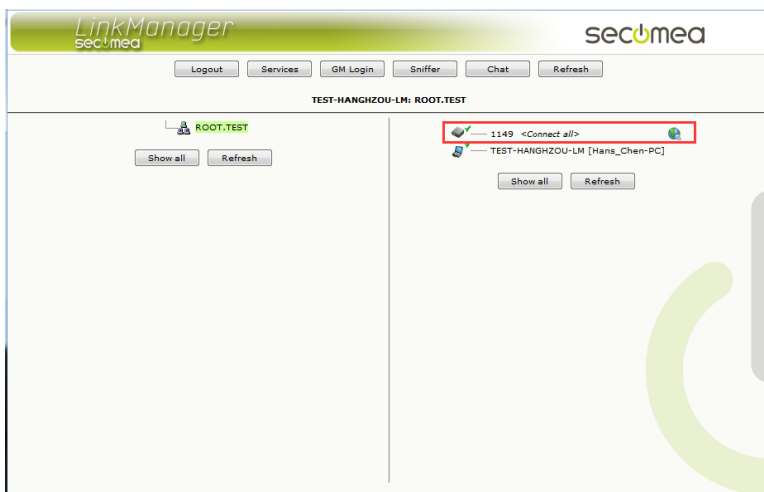 LinkManager
secomea
secomea
Logout Services GM Login Sniffer Chat Refresh
TEST-HANGHZOU-LM: ROOT.TEST
ROOT.TEST
Show all Refresh
1149 <Connect all>
TEST-HANGHZOU-LM [Hans_Chen-PC]
Show all Refresh